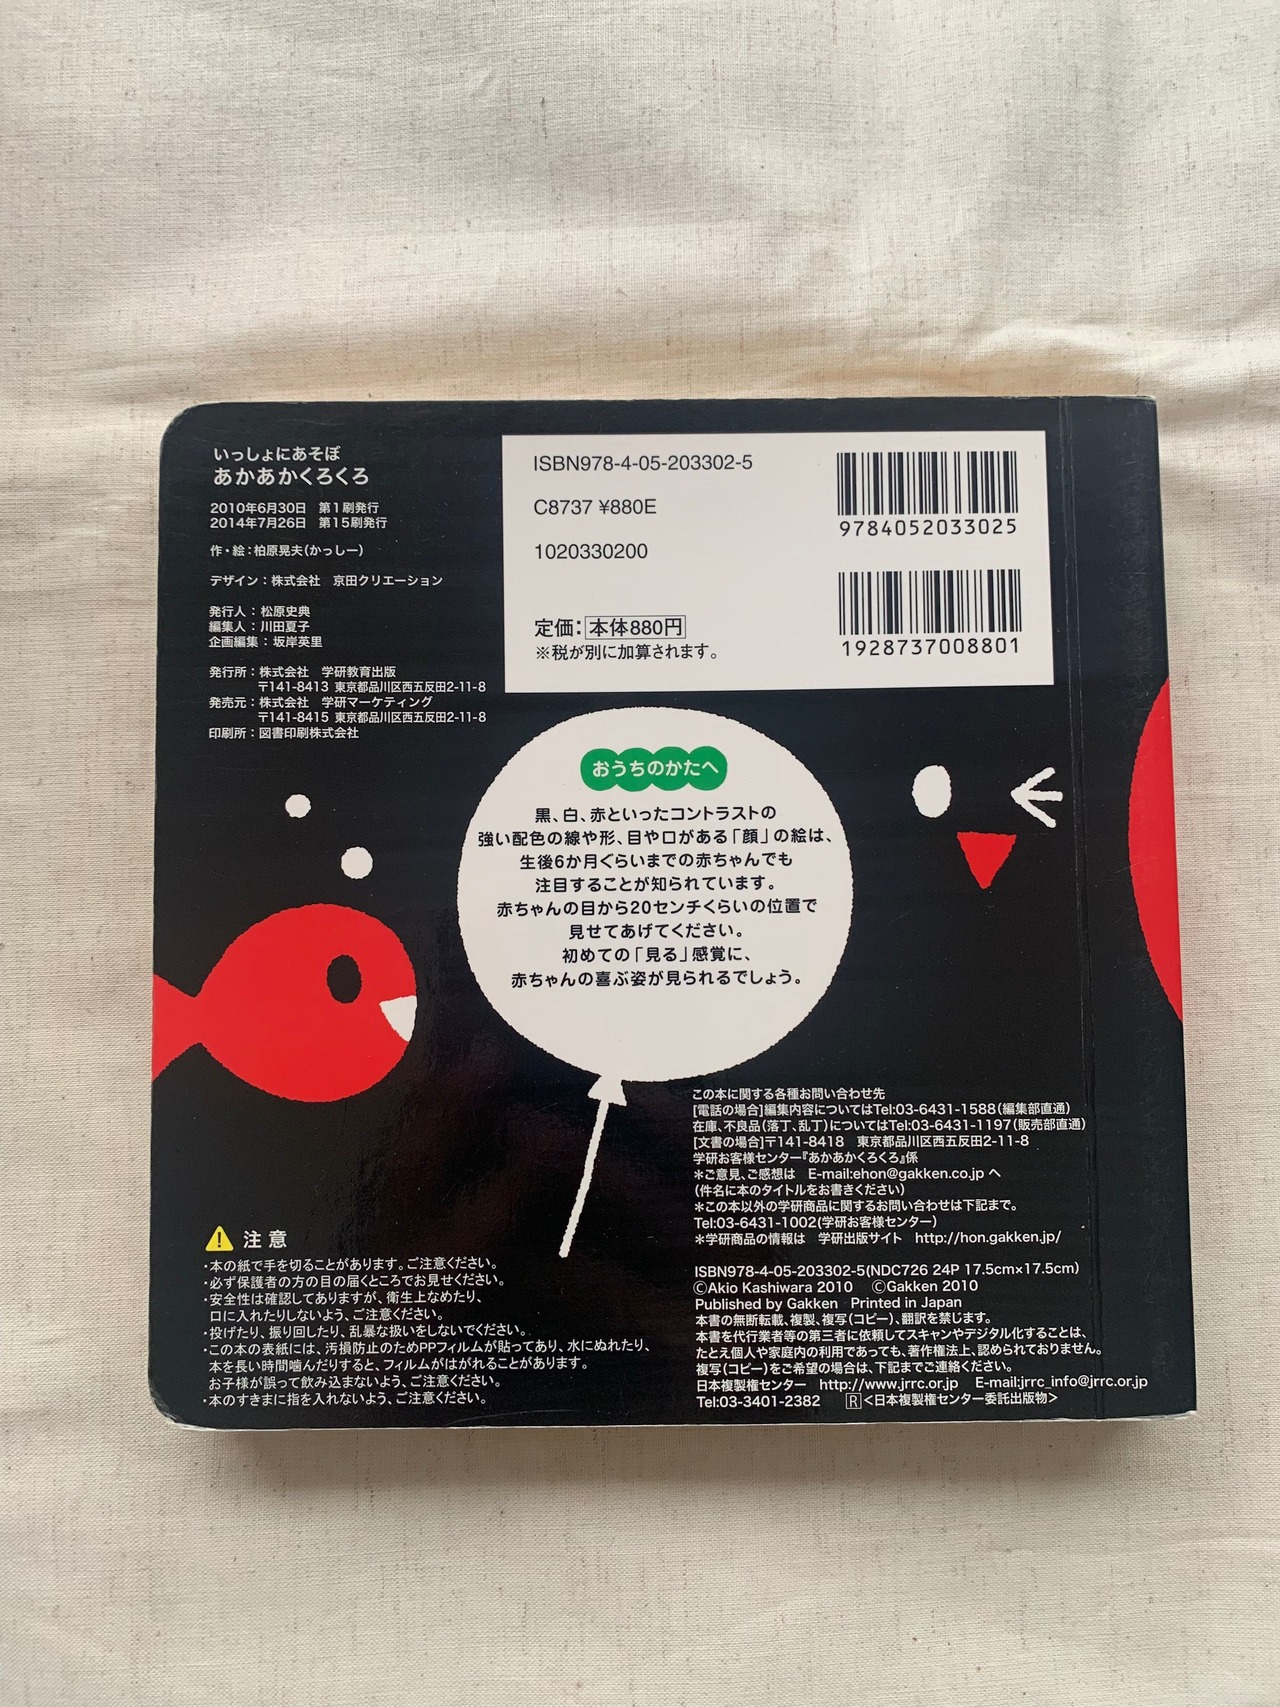 いっしょにあそぼ
あかあかくろくろ
2010年6月30日　第1刷発行
2014年7月26日　第15刷発行
作・絵：柏原晃夫（かっしー）
デザイン：株式会社　京田クリエーション
発行人：松原史典
編集人：川田夏子
企画編集：坂岸英里
発行所：株式会社　学研教育出版
〒141-8413 東京都品川区西五反田2-11-8
発売元：株式会社　学研マーケティング
〒141-8415 東京都品川区西五反田2-11-8
印刷所：図書印刷株式会社
ISBN978-4-05-203302-5
C8737 ¥880E
1020330200
定価：本体880円
※税が別に加算されます。
9784052033025
1928737008801
おうちのかたへ
黒、白、赤といったコントラストの
強い配色の線や形、目や口がある「顔」の絵は、
生後6か月ぐらいまでの赤ちゃんでも
注目することが知られています。
赤ちゃんの目から20センチくらいの位置で
見せてあげてください。
初めての「見る」感覚に、
赤ちゃんの喜ぶ姿が見られるでしょう。
注意
・本の紙で手を切ることがあります。ご注意ください。
・必ず保護者の方の目の届くところでお見せください。
・安全性は確認してありますが、衛生上なめたり、
口に入れたりしないよう、ご注意ください。
・投げたり、振り回したり、乱暴な扱いをしないでください。
・この本の表紙には、汚損防止のためPPフィルムが貼ってあり、水にぬれたり、
本を長い時間噛んだりすると、フィルムがはがれることがあります。
お子様が誤って飲み込まないよう、ご注意ください。
・本のすきまに指を入れないよう、ご注意ください。
この本に関する各種お問い合わせ先
[電話の場合]編集内容についてはTel:03-6431-1588（編集部直通）
在庫、不良品（落丁、乱丁）についてはTel:03-6431-1197（販売部直通）
[文書の場合]〒141-8418　東京都品川区西五反田2-11-8
学研お客様センター『あかあかくろくろ』係
＊ご意見、ご感想は　E-mail:ehon@gakken.co.jp へ
（件名に本のタイトルをお書きください）
＊この本以外の学研商品に関するお問い合わせは下記まで。
Tel:03-6431-1002(学研お客様センター)
＊学研商品の情報は　学研出版サイト　http://hon.gakken.jp/
ISBN978-4-05-203302-5(NDC726 24P 17.5cm×17.5cm)
©Akio Kashiwara 2010　©Gakken 2010
Published by Gakken　Printed in Japan
本書の無断転載、複製、複写（コピー）、翻訳を禁じます。
本書を代行業者等の第三者に依頼してスキャンやデジタル化することは、
たとえ個人や家庭内の利用であっても、著作権法上、認められておりません。
複写（コピー）をご希望の場合は、下記までご連絡ください。
日本複製権センター　http://www.jrrc.or.jp　E-mail:jrrc_info@jrrc.or.jp
Tel:03-3401-2382　R＜日本複製権センター委託出版物＞